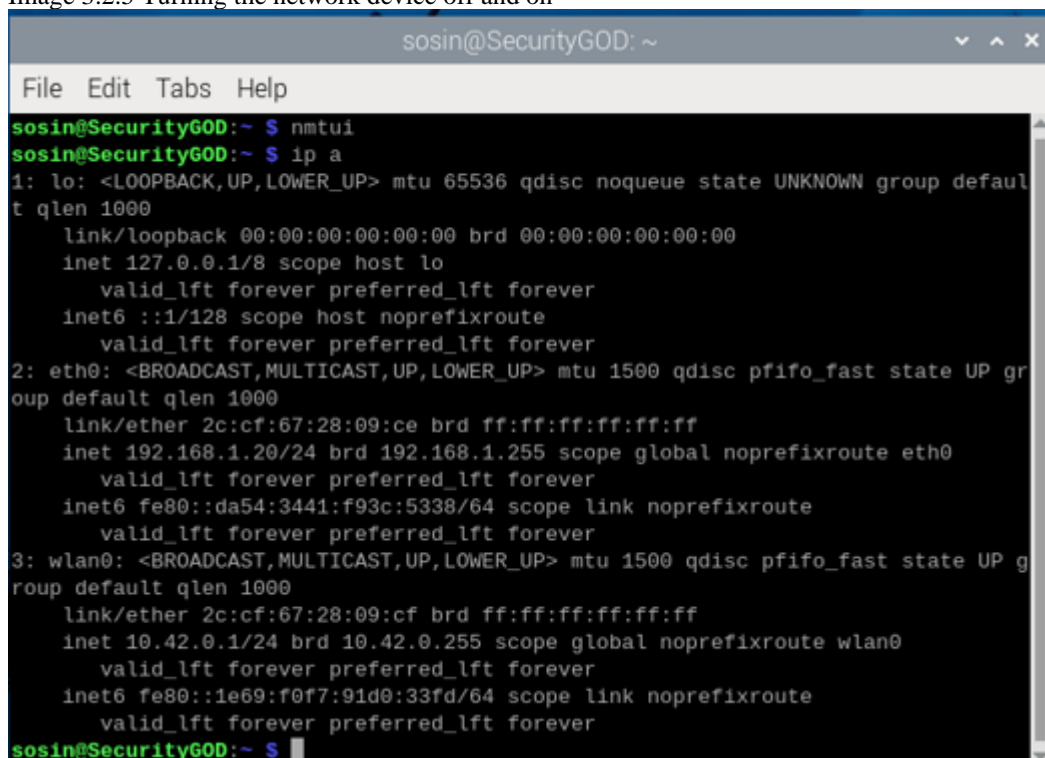 Image 3.2.3 Turning the network device off and on
sosin@SecurityGOD: ~
File Edit Tabs Help
sosin@SecurityGOD:~ $ nmtui
sosin@SecurityGOD:~ $ ip a
1: lo: <LOOPBACK,UP,LOWER_UP> mtu 65536 qdisc noqueue state UNKNOWN group defaul
t qlen 1000
    link/loopback 00:00:00:00:00:00 brd 00:00:00:00:00:00
    inet 127.0.0.1/8 scope host lo
       valid_lft forever preferred_lft forever
    inet6 ::1/128 scope host noprefixroute
       valid_lft forever preferred_lft forever
2: eth0: <BROADCAST,MULTICAST,UP,LOWER_UP> mtu 1500 qdisc pfifo_fast state UP gr
oup default qlen 1000
    link/ether 2c:cf:67:28:09:ce brd ff:ff:ff:ff:ff:ff
    inet 192.168.1.20/24 brd 192.168.1.255 scope global noprefixroute eth0
       valid_lft forever preferred_lft forever
    inet6 fe80::da54:3441:f93c:5338/64 scope link noprefixroute
       valid_lft forever preferred_lft forever
3: wlan0: <BROADCAST,MULTICAST,UP,LOWER_UP> mtu 1500 qdisc pfifo_fast state UP g
roup default qlen 1000
    link/ether 2c:cf:67:28:09:cf brd ff:ff:ff:ff:ff:ff
    inet 10.42.0.1/24 brd 10.42.0.255 scope global noprefixroute wlan0
       valid_lft forever preferred_lft forever
    inet6 fe80::1e69:f0f7:91d0:33fd/64 scope link noprefixroute
       valid_lft forever preferred_lft forever
sosin@SecurityGOD:~ $